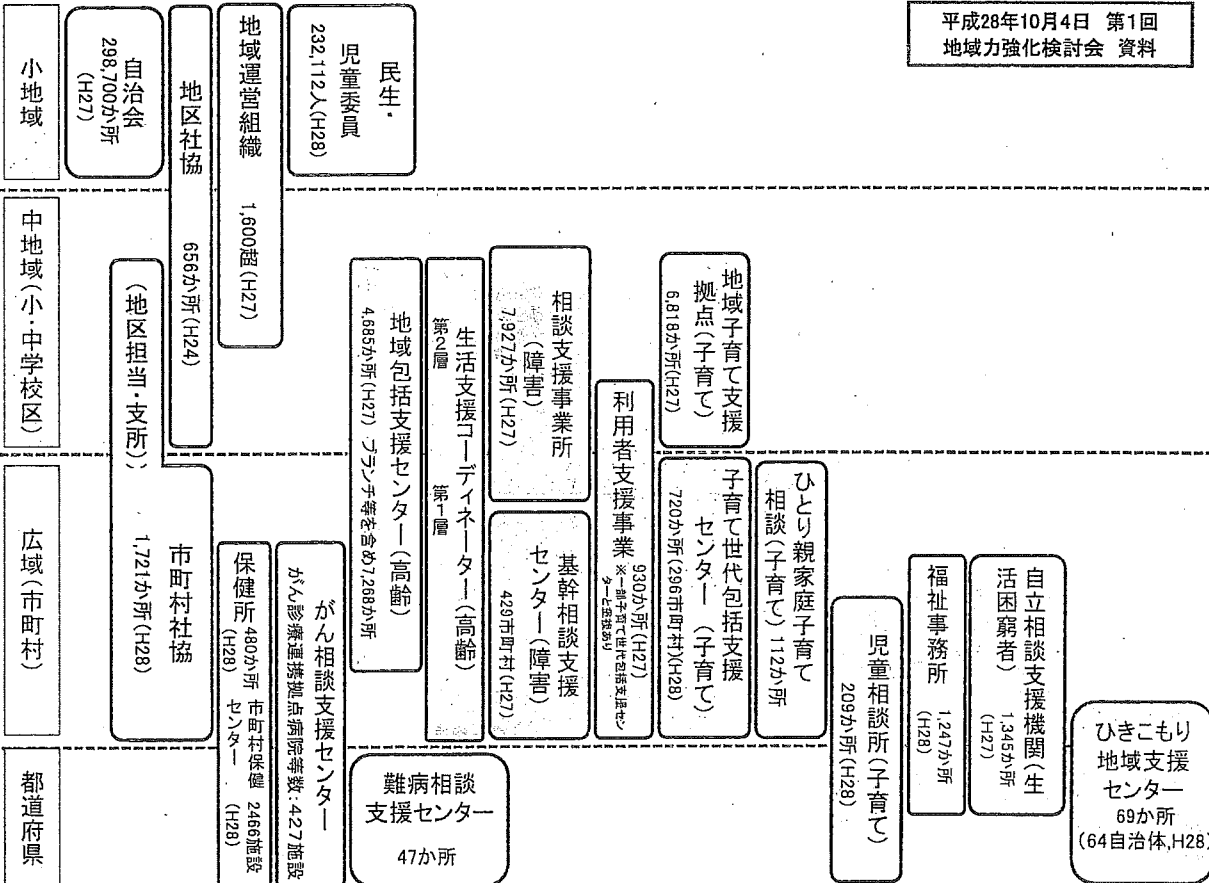 平成28年10月4日 第1回
地域力強化検討会 資料
小地域
中地域(小・中学校区)
広域(市町村)
都道府県
自治会
298,700か所
(H27)
地区社協 656か所(H24)
地域運営組織 1,600団(H27)
民生・
児童委員
232,112人(H28)
(地区担当・支所))
市町村社協
1,721か所(H28)
保健所 480か所 市町村保健 2466施設
(H28) センター (H28)
がん相談支援センター
がん診療連携拠点病院等数:427施設
地域包括支援センター(高齢)
4,685か所(H27) ブランチ等を含め7,268か所
生活支援コーディネーター(高齢)
第2層 第1層
難病相談
支援センター
47か所
相談支援事業所
(障害)
7,927か所(H27)
基幹相談支援
センター(障害)
429市町村(H27)
利用者支援事業 930か所(H27)
※一部子育て世代包括支援セン
ターと重複あり
地域子育て支援
拠点(子育て)
6,818か所(H27)
子育て世代包括支援
センター (子育て)
720か所(296市町村)(H28)
ひとり親家庭子育て
相談(子育て) 112か所
児童相談所(子育て)
209か所(H28)
福祉事務所 1,247か所
(H28)
自立相談支援機関(生
活困窮者) 1,345か所
(H27)
ひきこもり
地域支援
センター
69か所
(64自治体,H28)